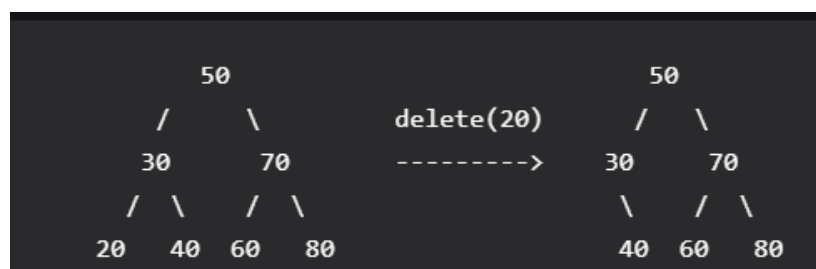 50                              50
/     \      delete(20)      /   \
30      70    --------->    30     70
/  \    /  \                  \    /  \
20   40  60   80               40  60   80